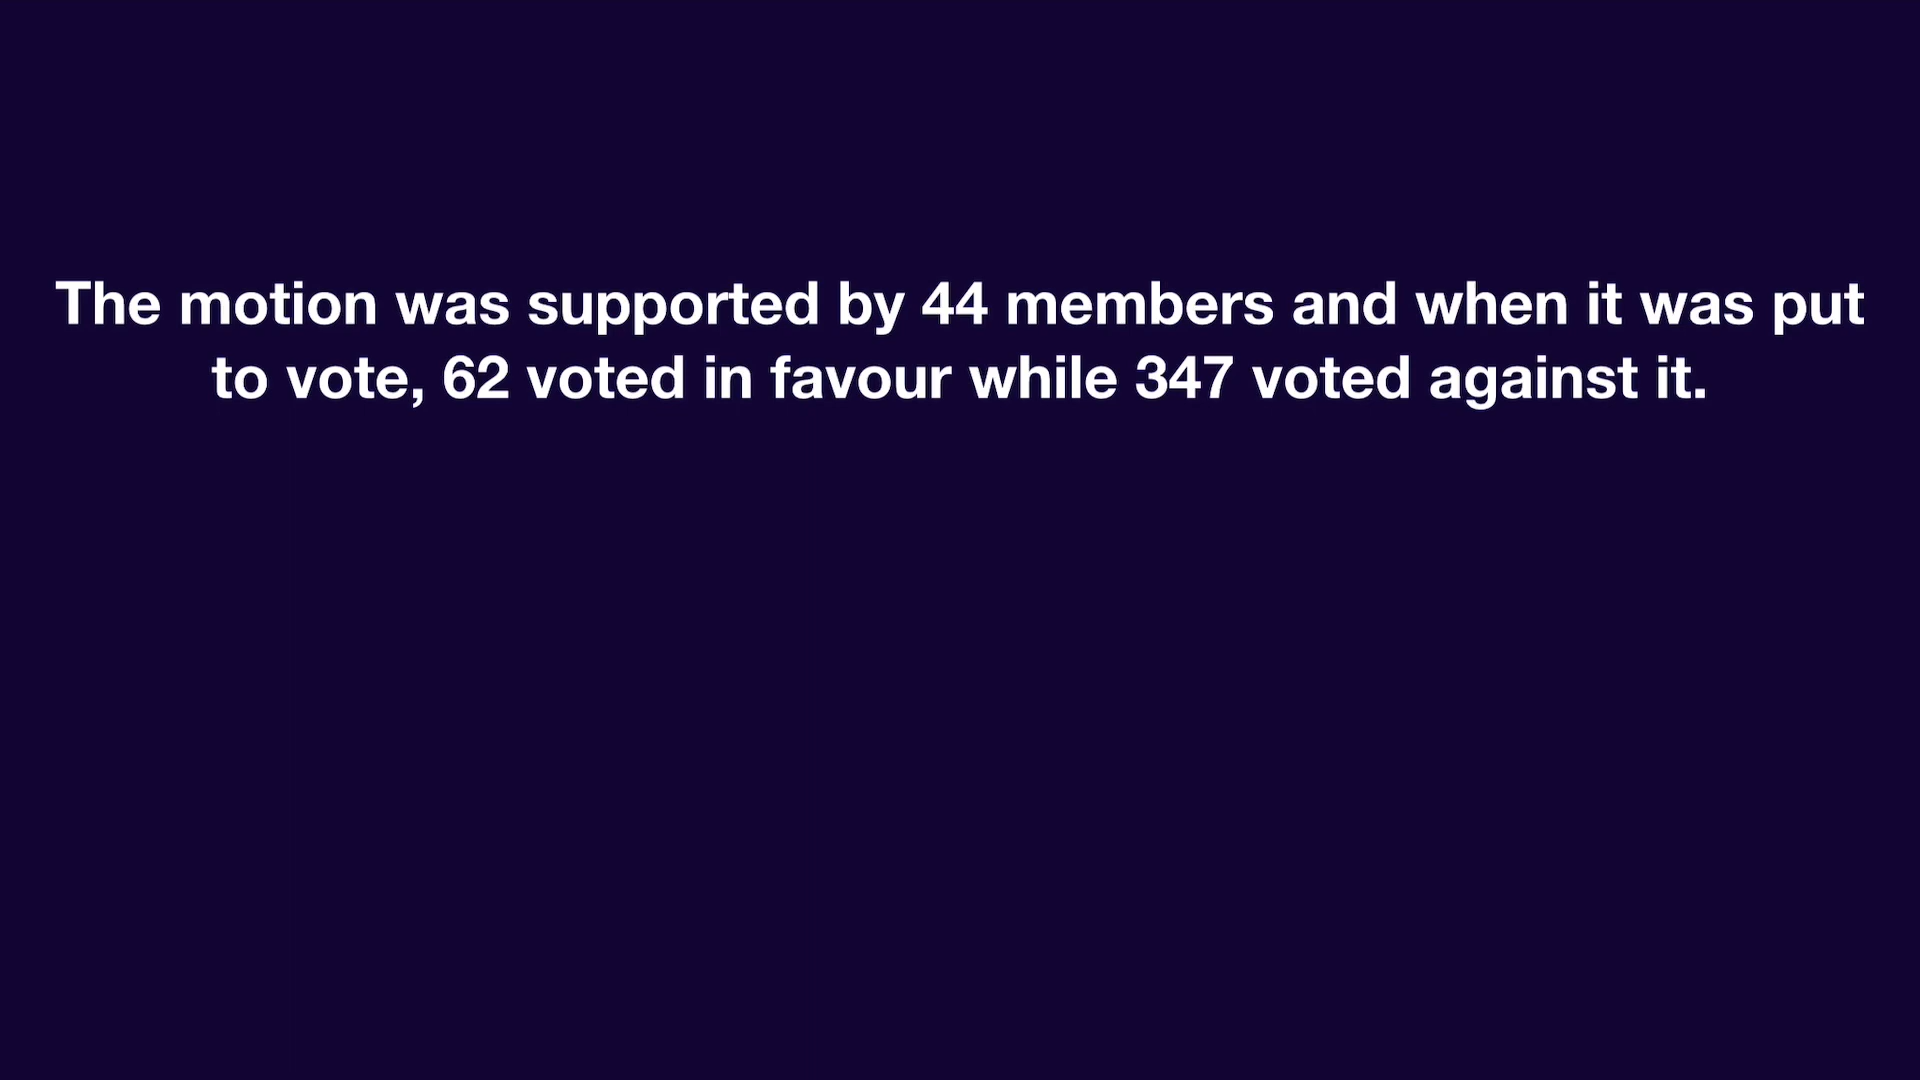 The motion was supported by 44 members and when it was put
to vote, 62 voted in favour while 347 voted against it.